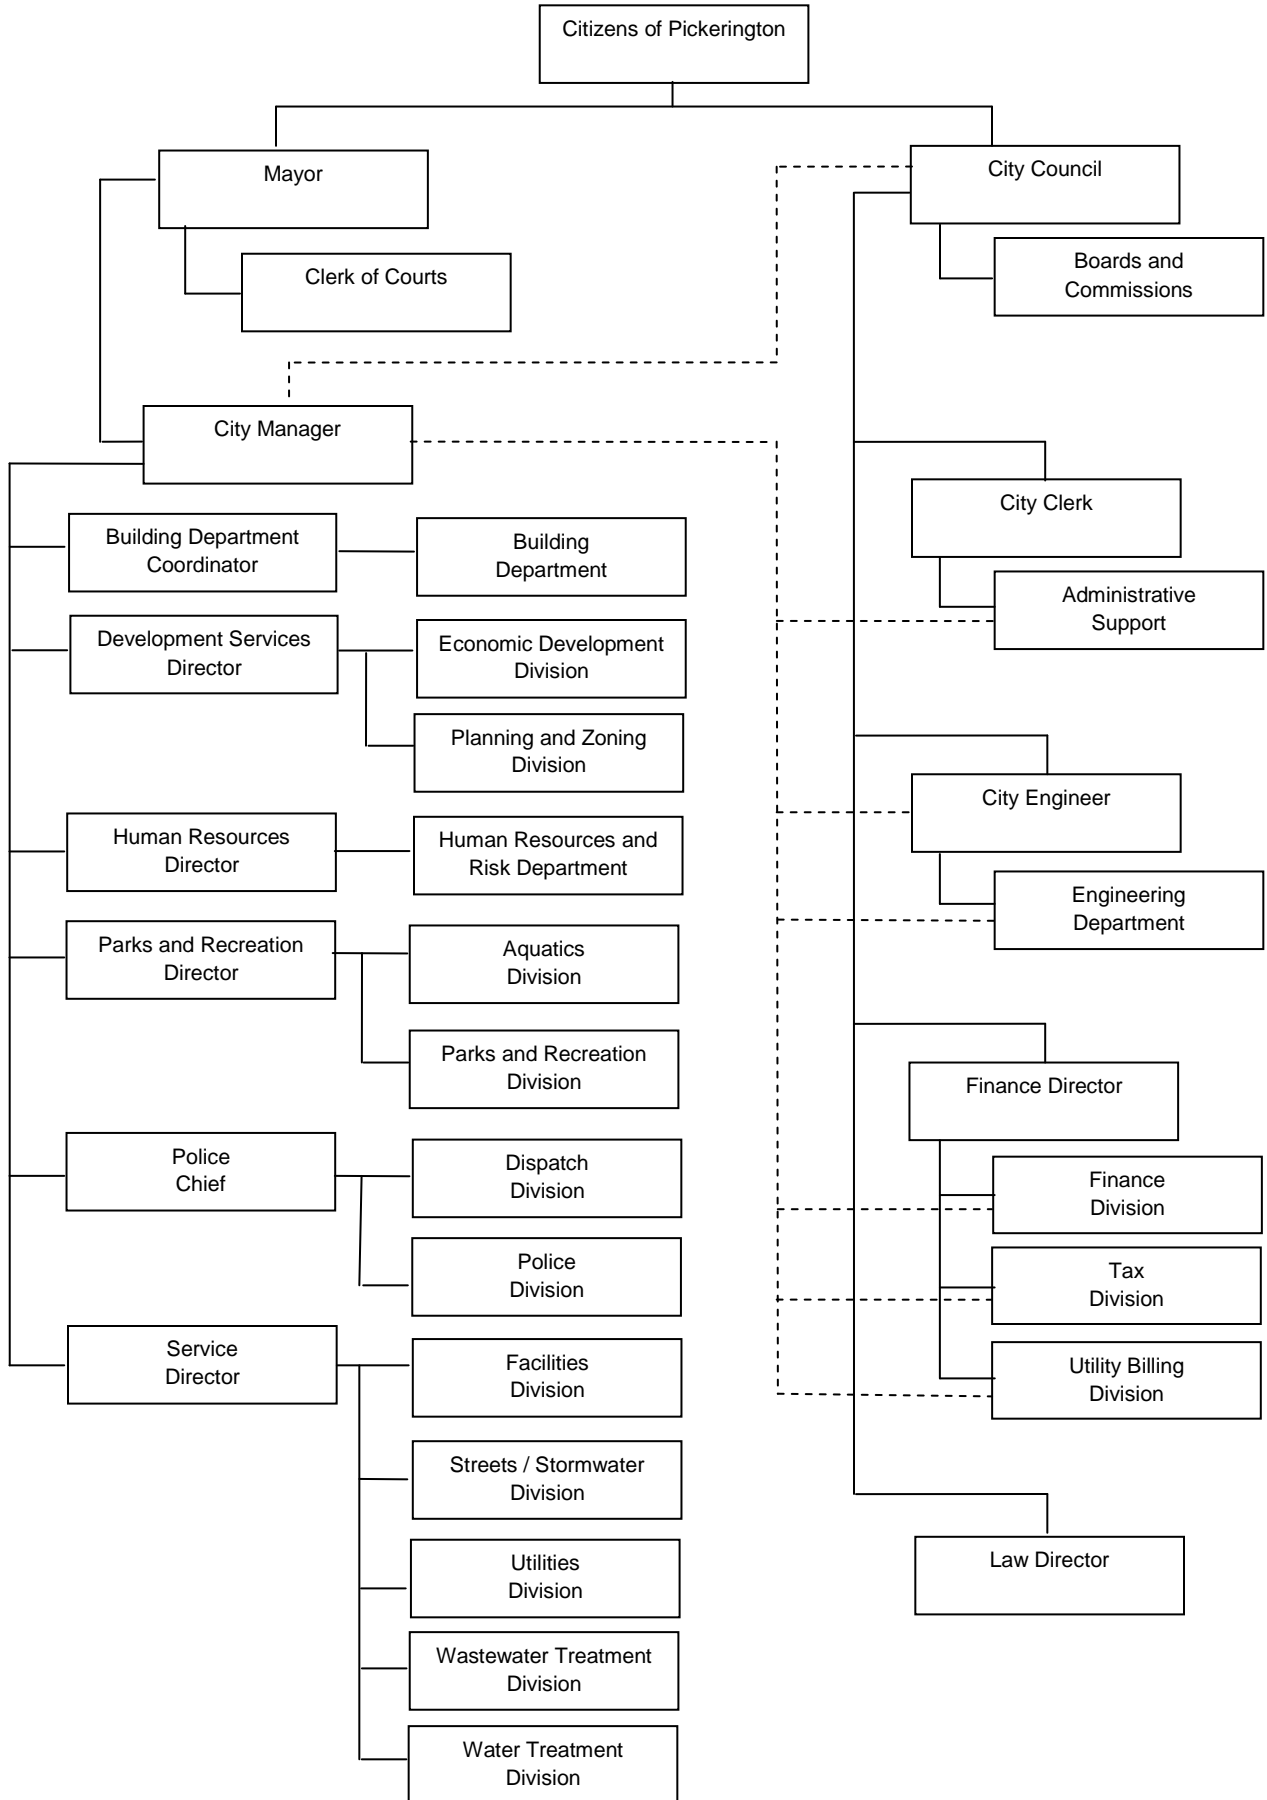 Citizens of Pickerington
Mayor
City Council
Clerk of Courts
Boards and
Commissions
City Manager
City Clerk
Building Department
Coordinator
Building
Department
Administrative
Support
Development Services
Director
Economic Development
Division
Planning and Zoning
Division
City Engineer
Human Resources
Director
Human Resources and
Risk Department
Engineering
Department
Parks and Recreation
Director
Aquatics
Division
Parks and Recreation
Division
Finance Director
Police
Chief
Dispatch
Division
Finance
Division
Police
Division
Tax
Division
Service
Director
Facilities
Division
Utility Billing
Division
Streets / Stormwater
Division
Utilities
Division
Law Director
Wastewater Treatment
Division
Water Treatment
Division